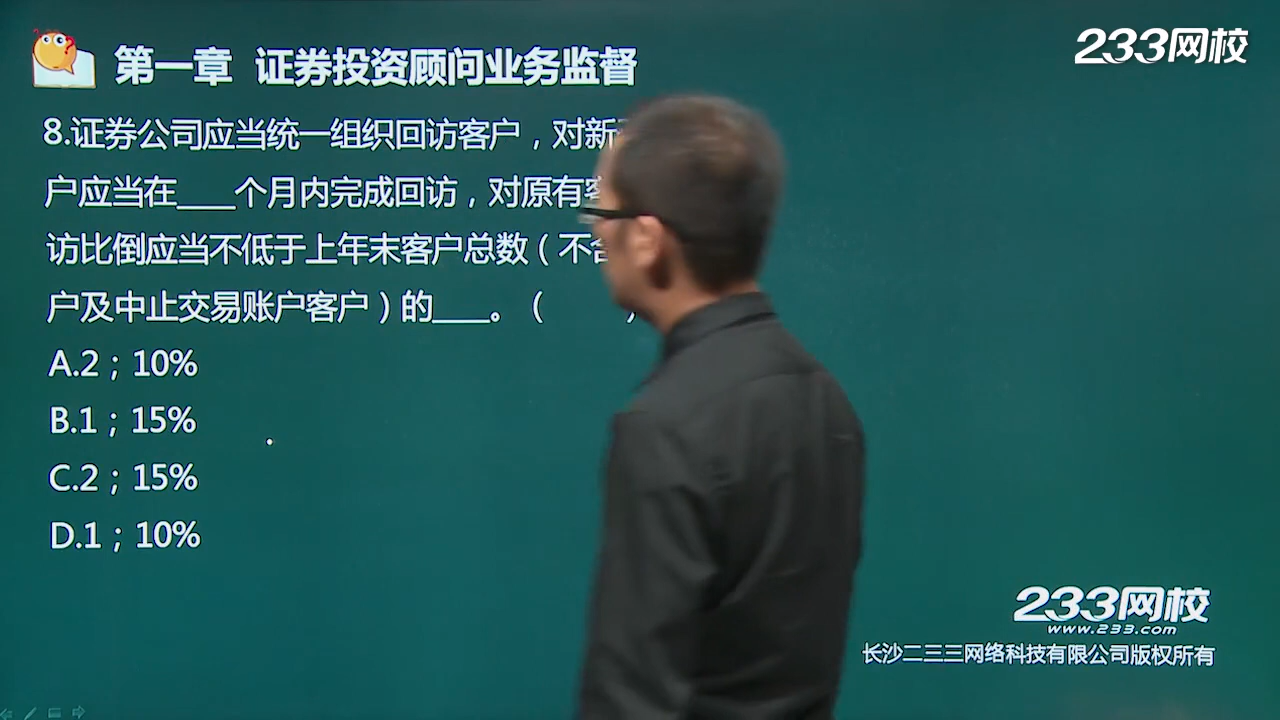 第一章 证券投资顾问业务监督
233网校
8.证券公司应当统一组织回访客户，对新
户应当在____个月内完成回访，对原有客
访比倒应当不低于上年末客户总数（不含
户及中止交易账户客户）的____。（ ）
A.2；10%
B.1；15%
C.2；15%
D.1；10%
233网校
www.233.com
长沙二三三网络科技有限公司版权所有